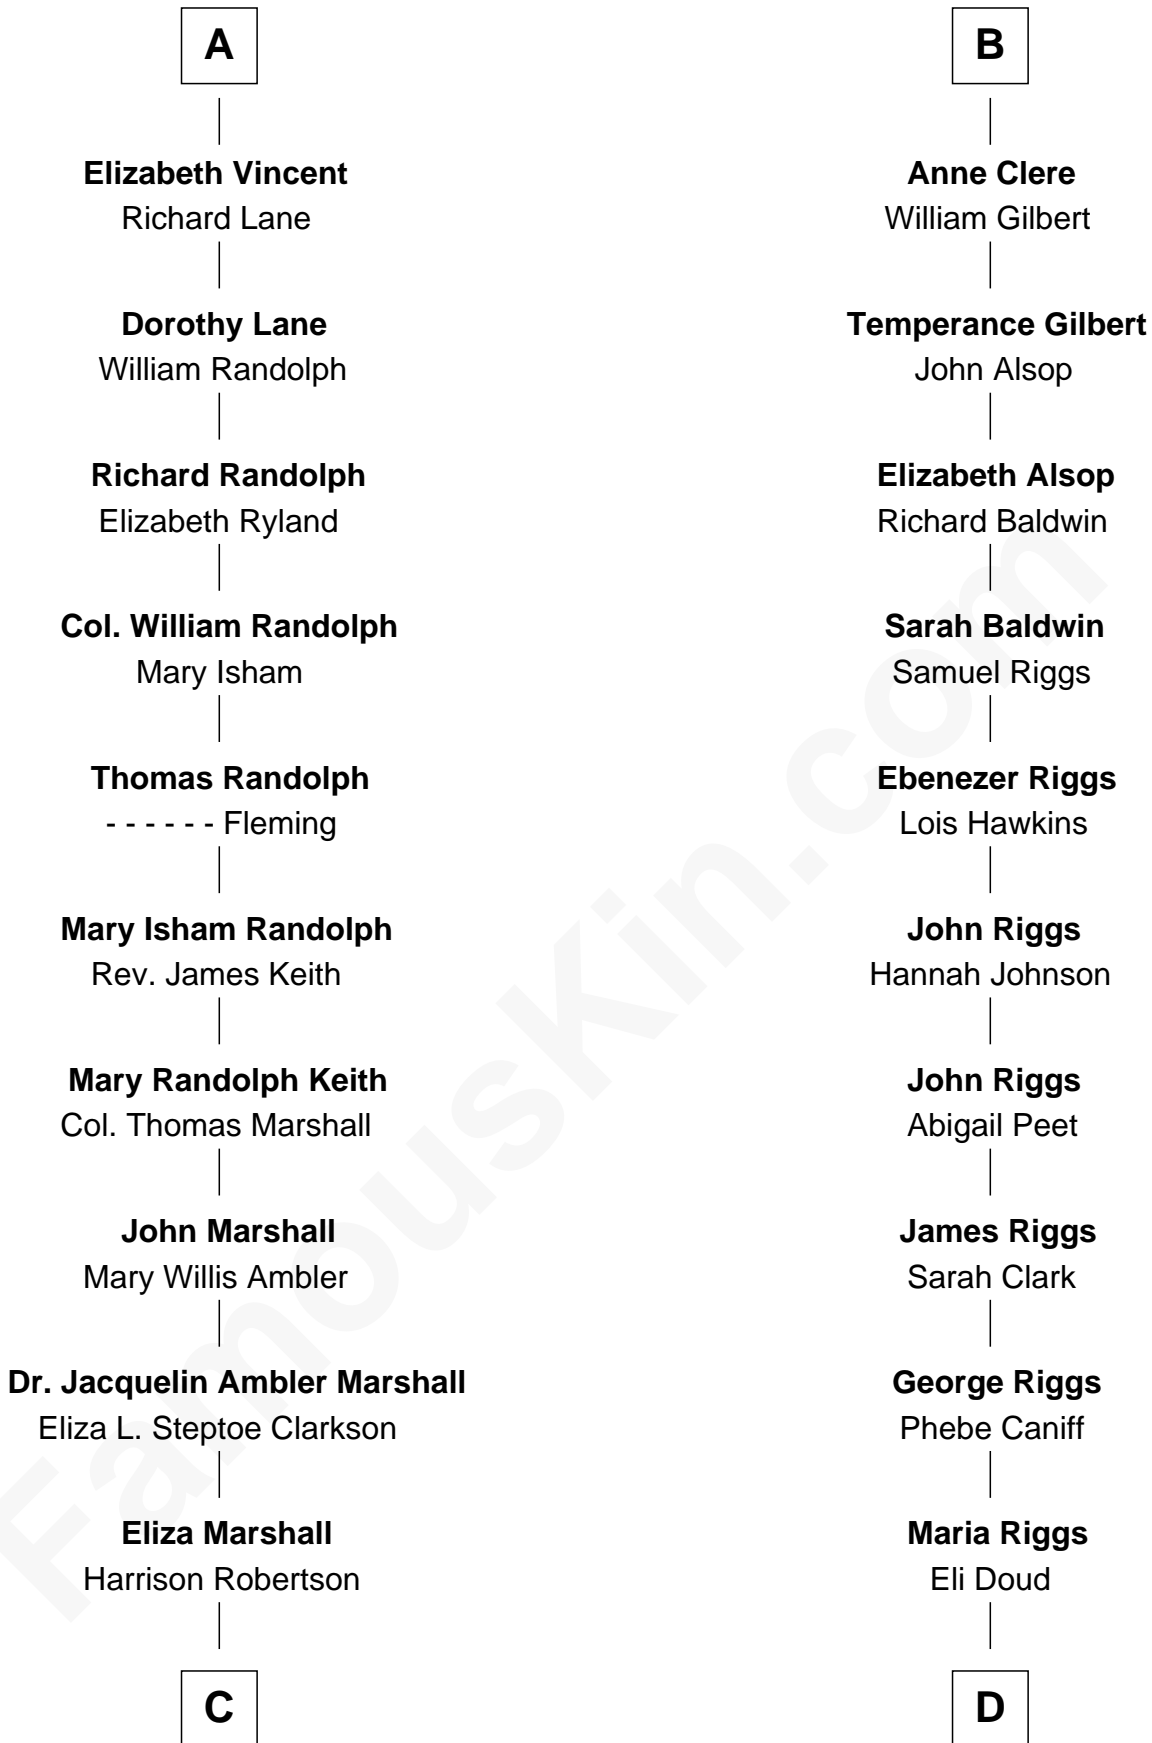 A
Elizabeth Vincent
Richard Lane
Dorothy Lane
William Randolph
Richard Randolph
Elizabeth Ryland
Col. William Randolph
Mary Isham
Thomas Randolph
- - - - - - Fleming
Mary Isham Randolph
Rev. James Keith
Mary Randolph Keith
Col. Thomas Marshall
John Marshall
Mary Willis Ambler
Dr. Jacquelin Ambler Marshall
Eliza L. Steptoe Clarkson
Eliza Marshall
Harrison Robertson
C
B
Anne Clere
William Gilbert
Temperance Gilbert
John Alsop
Elizabeth Alsop
Richard Baldwin
Sarah Baldwin
Samuel Riggs
Ebenezer Riggs
Lois Hawkins
John Riggs
Hannah Johnson
John Riggs
Abigail Peet
James Riggs
Sarah Clark
George Riggs
Phebe Caniff
Maria Riggs
Eli Doud
D
FamousKin.com